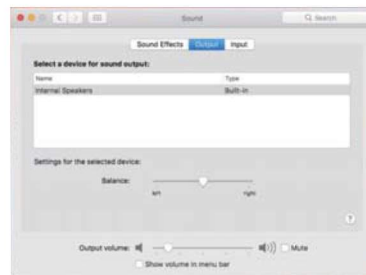 Sound
Search
Sound Effects Output Input
Select a device for sound output:
Name Type
Internal Speakers Built-in
Settings for the selected device:
Balance:
left right
?
Output volume: Mute
Show volume in menu bar